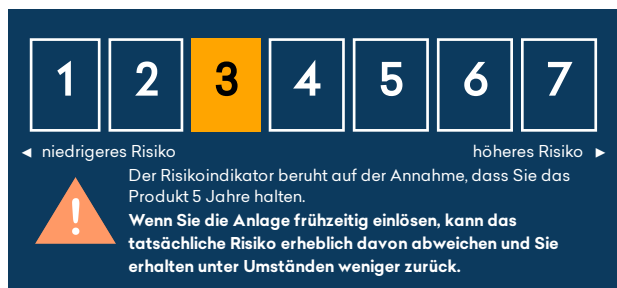 1 2 3 4 5 6 7
◄ niedrigeres Risiko höheres Risiko ►
Der Risikoindikator beruht auf der Annahme, dass Sie das
Produkt 5 Jahre halten.
Wenn Sie die Anlage frühzeitig einlösen, kann das
tatsächliche Risiko erheblich davon abweichen und Sie
erhalten unter Umständen weniger zurück.